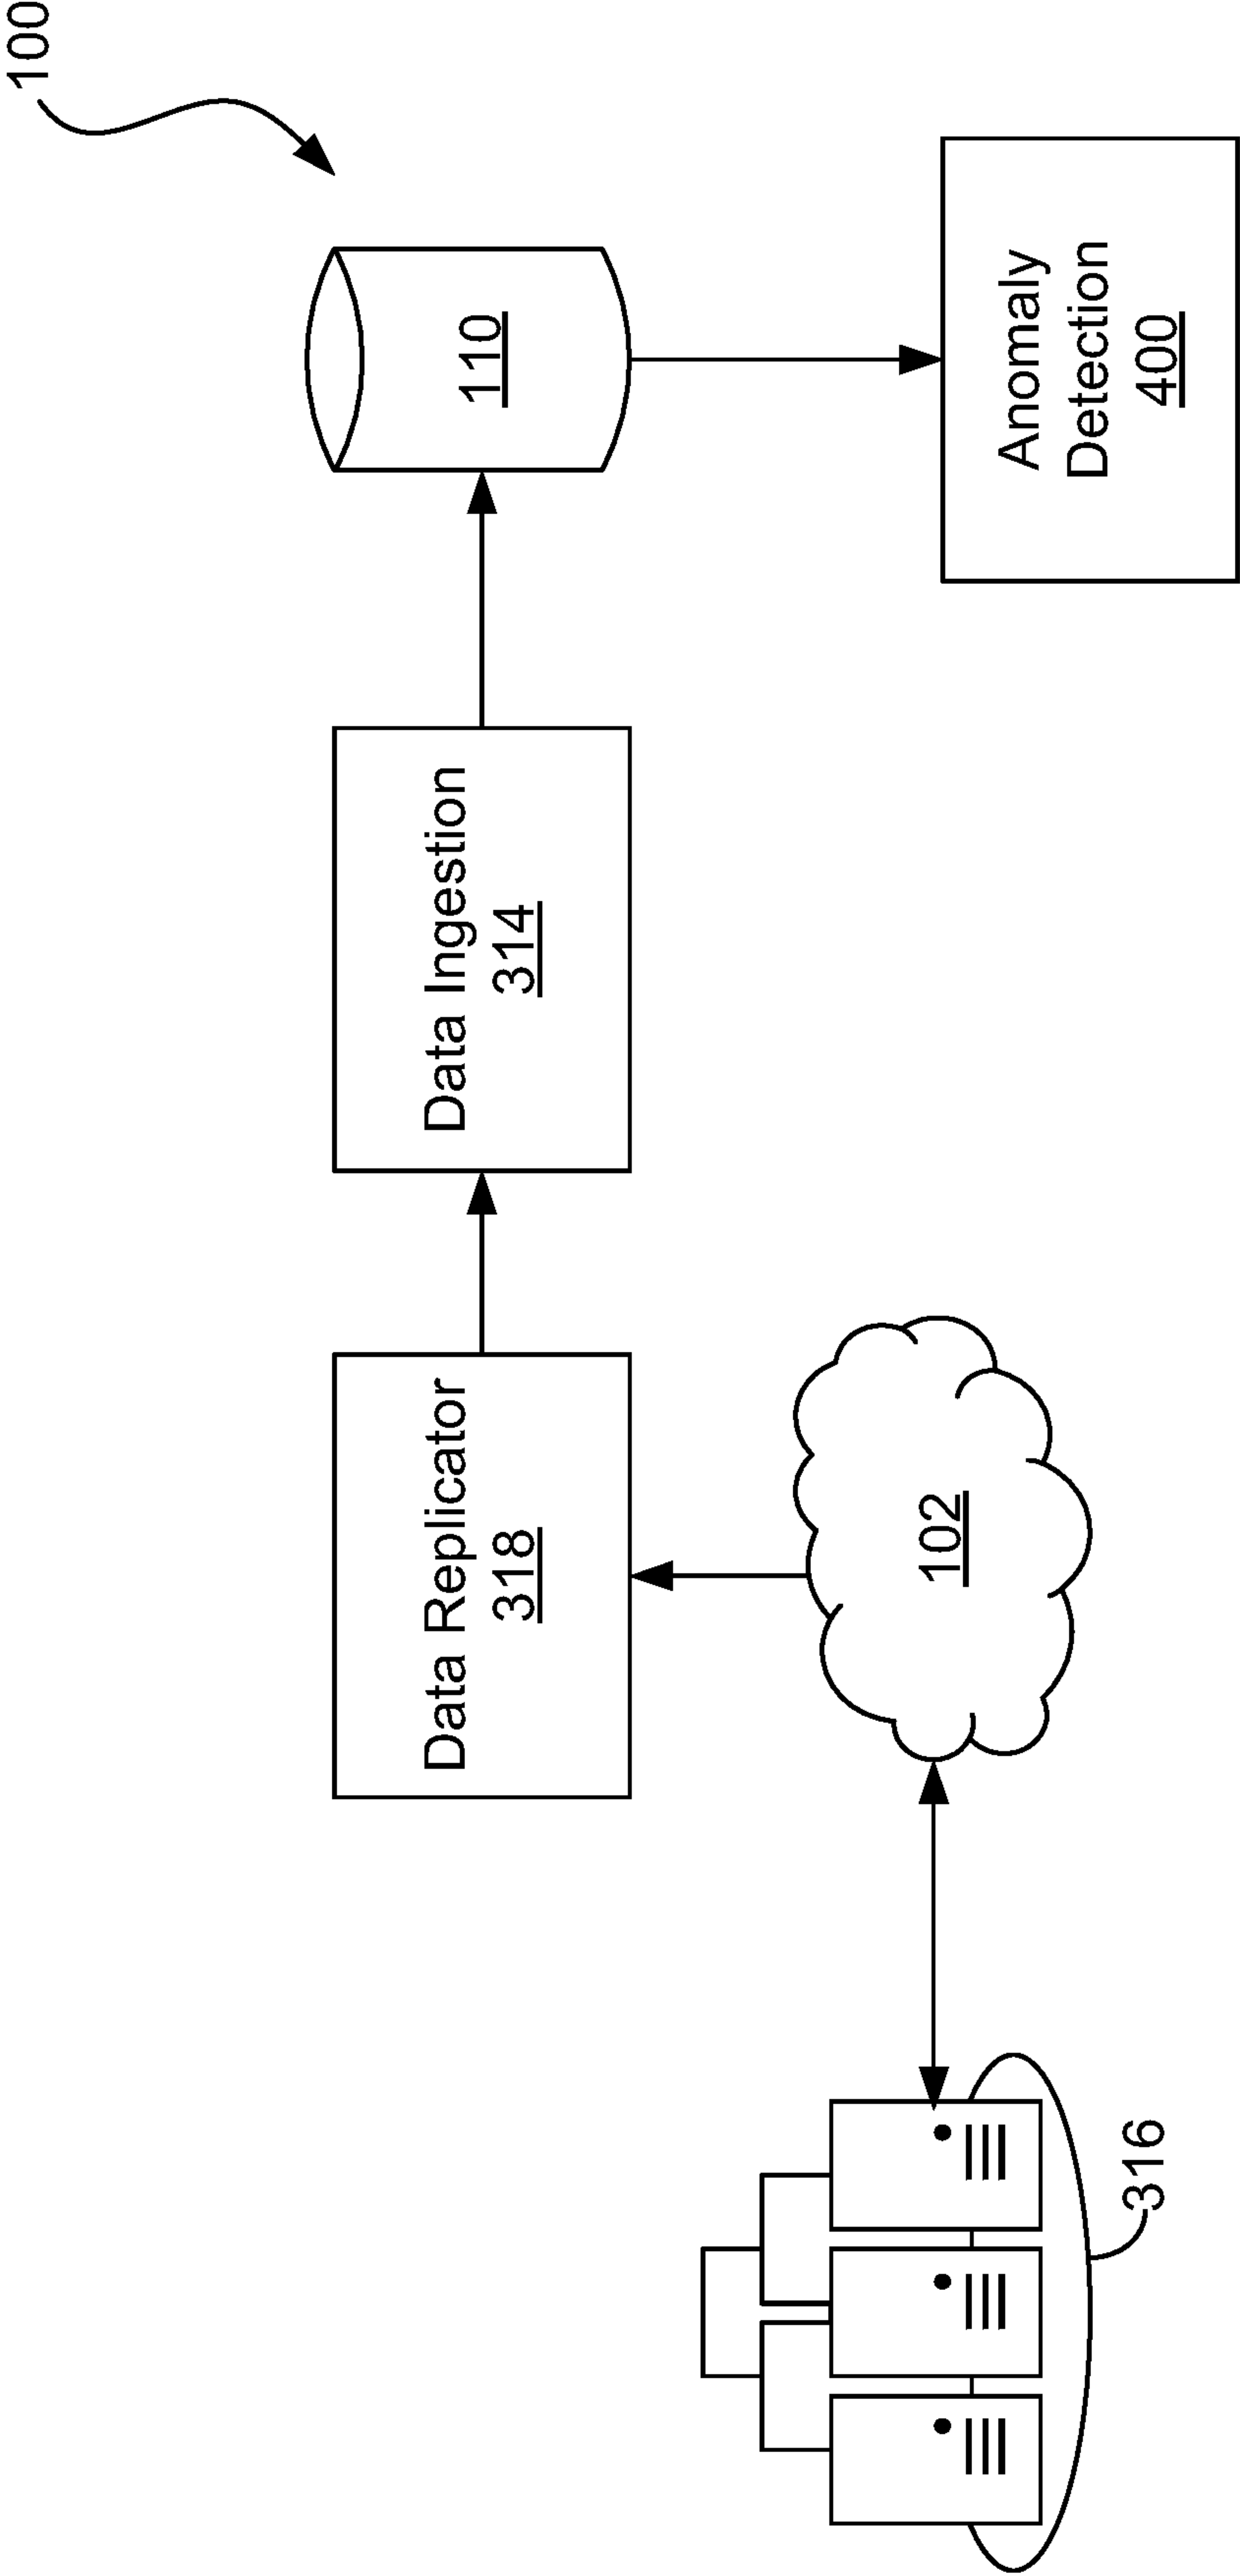 100
110
Data Ingestion
314
Data Replicator
318
Anomaly
Detection
400
102
316